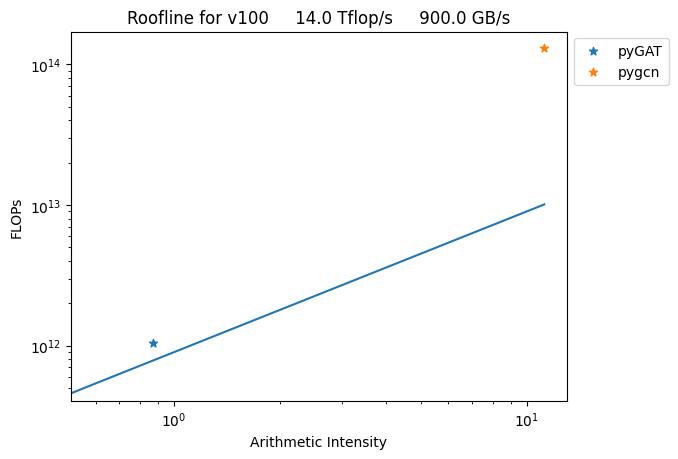 Roofline for v100 14.0 Tflop/s 900.0 GB/s
pyGAT
pygcn
10^14
10^13
10^12
FLOPs
10^0
10^1
Arithmetic Intensity